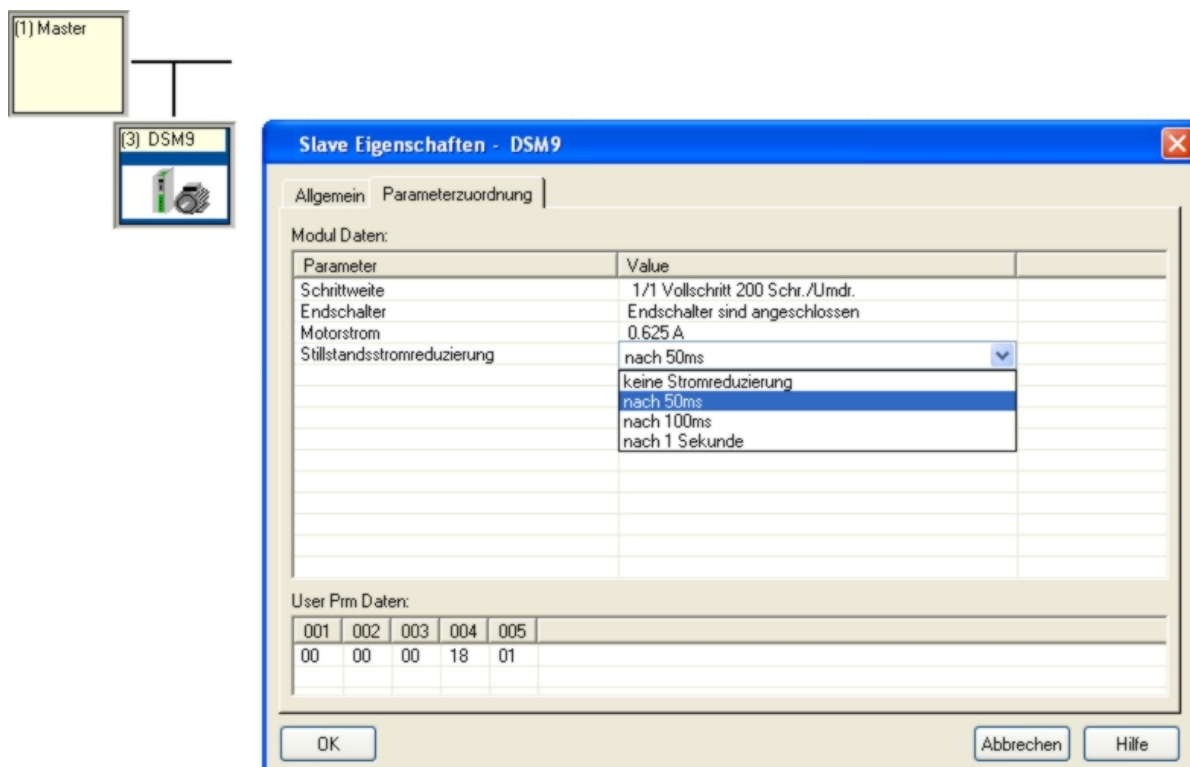 (1) Master
(3) DSM9
Slave Eigenschaften - DSM9
Allgemein Parameterzuordnung
Modul Daten:
Parameter Value
Schrittweite 1/1 Vollschritt 200 Schr./Umdr.
Endschalter Endschalter sind angeschlossen
Motorstrom 0.625 A
Stillstandsstromreduzierung nach 50ms
keine Stromreduzierung
nach 50ms
nach 100ms
nach 1 Sekunde
User Prm Daten:
001 002 003 004 005
00 00 00 18 01
OK Abbrechen Hilfe